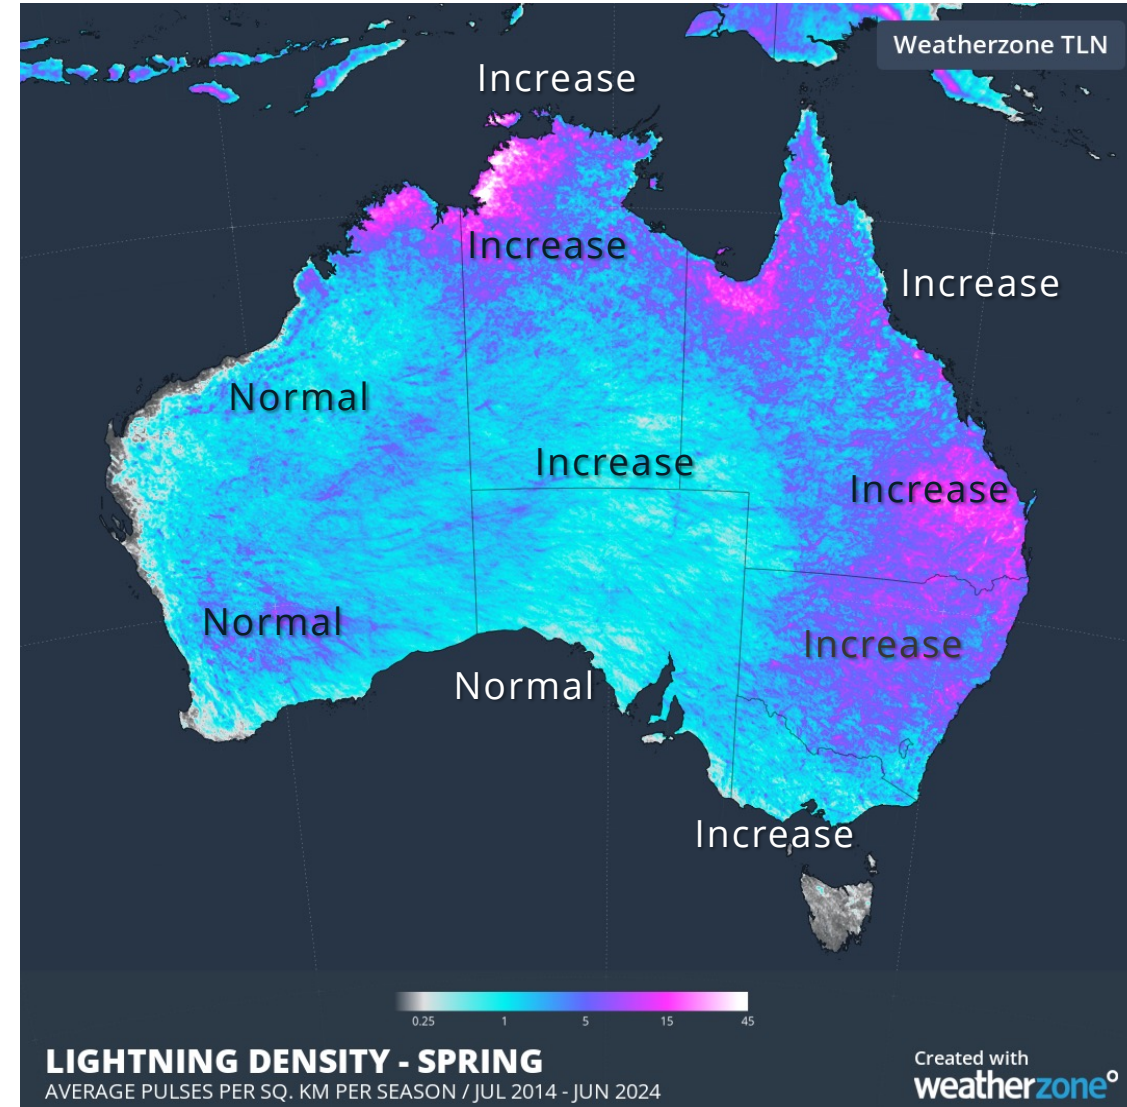 Weatherzone TLN
Increase
Increase
Increase
Normal
Increase
Increase
Normal
Increase
Normal
Increase
0.25 1 5 15 45
LIGHTNING DENSITY - SPRING
AVERAGE PULSES PER SQ. KM PER SEASON / JUL 2014 - JUN 2024
Created with
weatherzone°